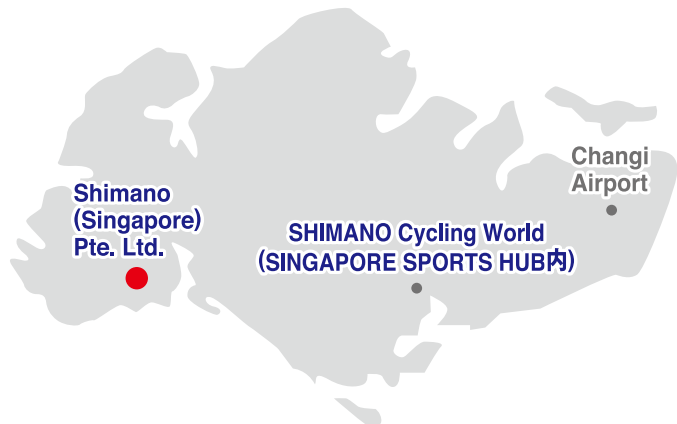 Changi
Airport
Shimano
(Singapore)
Pte. Ltd.
SHIMANO Cycling World
(SINGAPORE SPORTS HUB内)